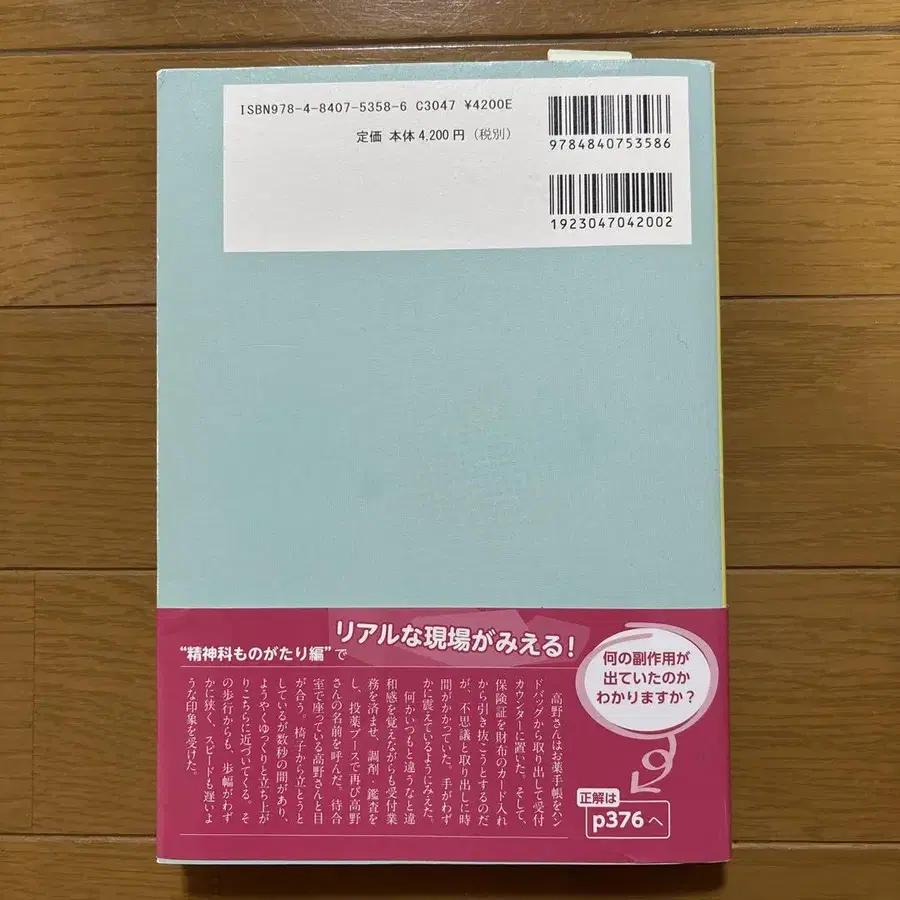 ISBN978-4-8407-5358-6 C3047 ¥4200E
定価 本体4,200円（税別）
9784840753586
1923047042002
“精神科ものがたり編”で
リアルな現場がみえる！
何の副作用が
出ていたのか
わかりますか？
高野さんはお薬手帳をハン
ドバッグから取り出して受付
カウンターに置いた。そして、
保険証を財布のカード入れ
から引き抜こうとするのだ
が、不思議と取り出しに時
間がかかっていた。手がわず
かに震えているようにみえた。
何かいつもと違うなと違
和感を覚えながらも受付業
務を済ませ、調剤・鑑査を
し、投薬ブースで再び高野
さんの名前を呼んだ。待合
室で座っている高野さんと目
が合う。椅子から立とうと
しているが数秒の間があり、
ようやくゆっくりと立ち上が
りこちらに近づいてくる。そ
の歩行からも、歩幅がわず
かに狭く、スピードも遅いよ
うな印象を受けた。
正解は
p376へ